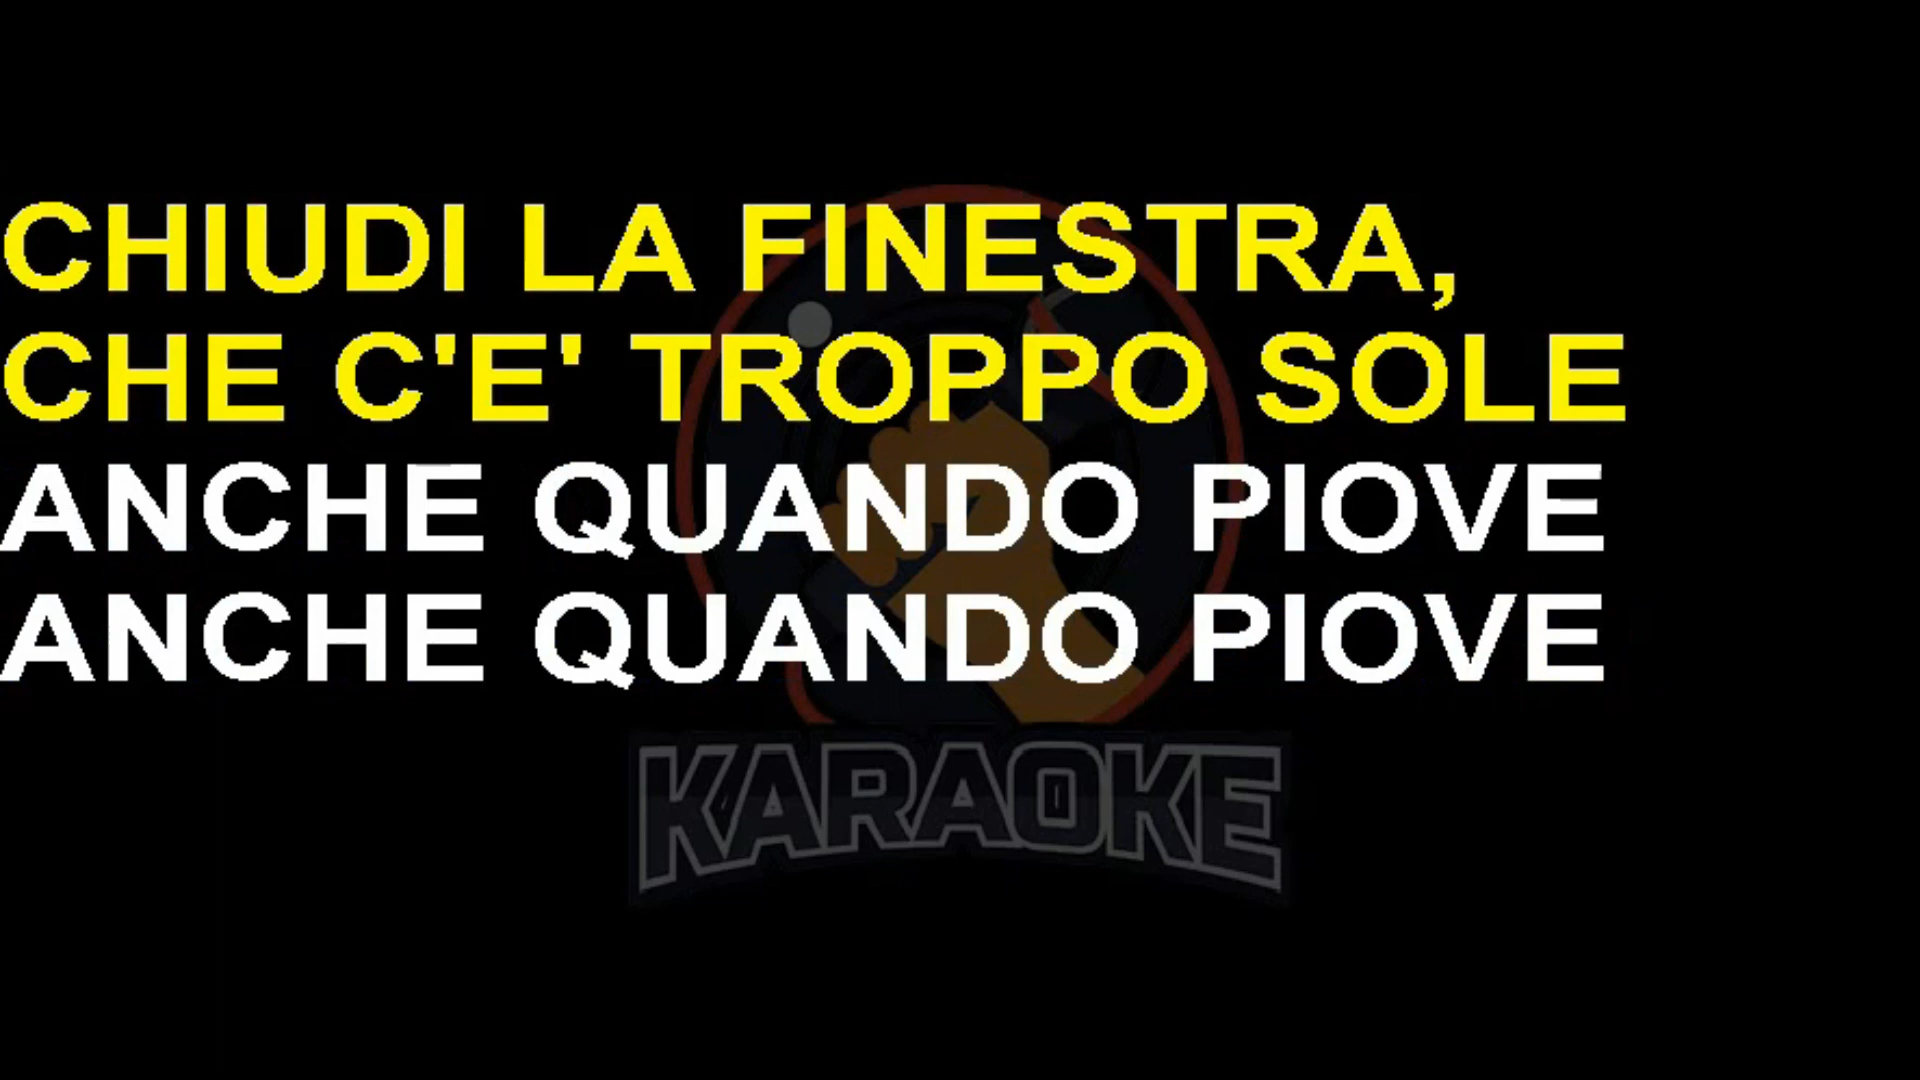 CHIUDI LA FINESTRA,
CHE C'E' TROPPO SOLE
ANCHE QUANDO PIOVE
ANCHE QUANDO PIOVE
KARAOKE